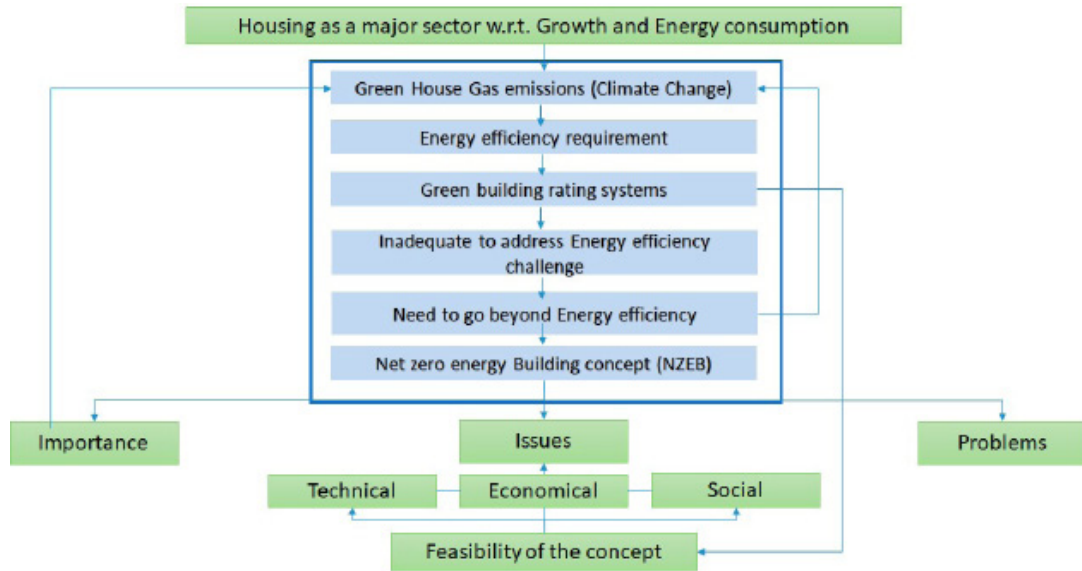 Housing as a major sector w.r.t. Growth and Energy consumption
Green House Gas emissions (Climate Change)
Energy efficiency requirement
Green building rating systems
Inadequate to address Energy efficiency
challenge
Need to go beyond Energy efficiency
Net zero energy Building concept (NZEB)
Importance
Issues
Problems
Technical
Economical
Social
Feasibility of the concept